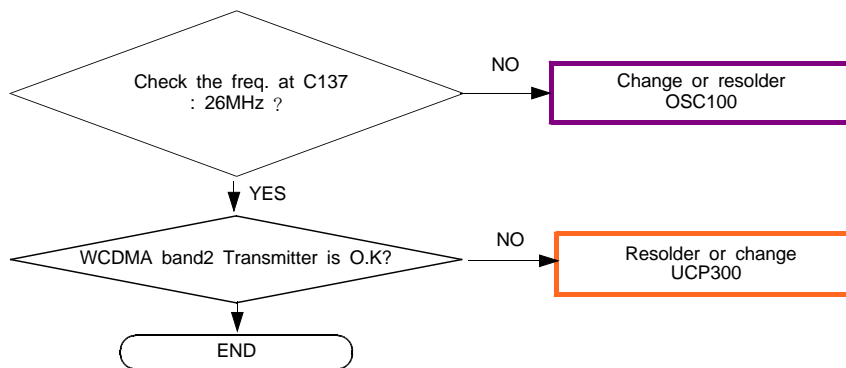 Check the freq. at C137
: 26MHz ?
NO
Change or resolder
OSC100
YES
WCDMA band2 Transmitter is O.K?
NO
Resolder or change
UCP300
END